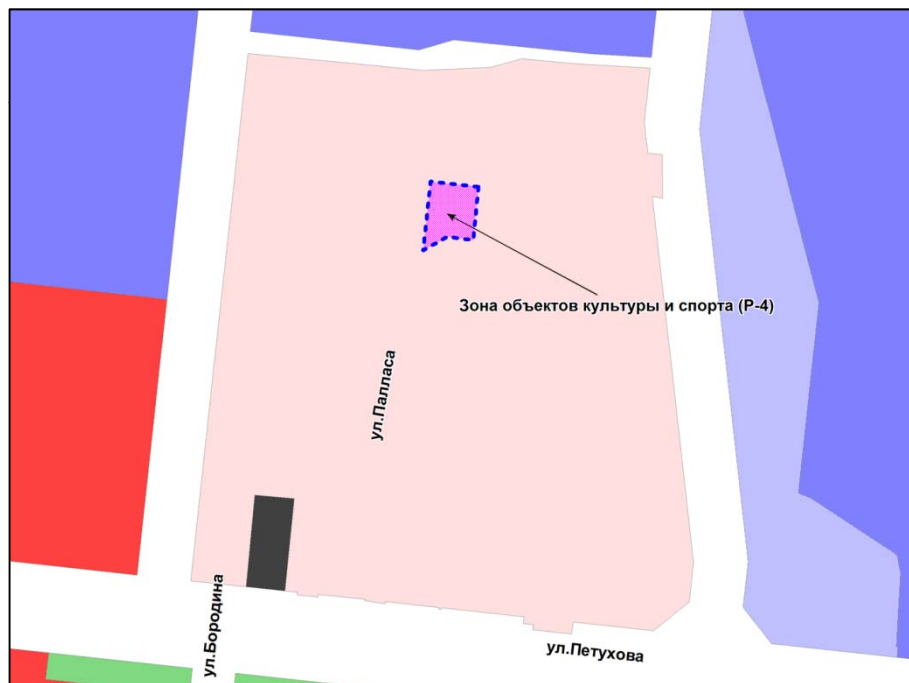 Зона объектов культуры и спорта (Р-4)
ул.Палласа
ул.Бородина
ул.Петухова